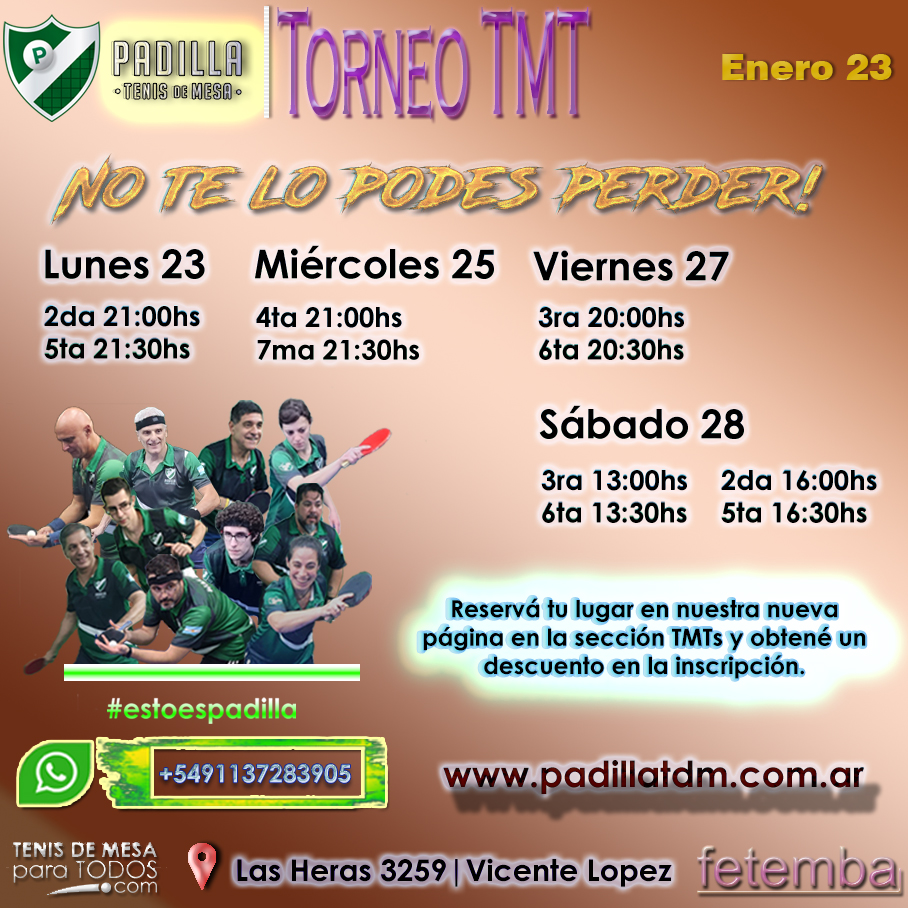 P
PADILLA
TENIS DE MESA
TORNEO TMT
Enero 23
NO TE LO PODES PERDER!
Lunes 23
2da 21:00hs
5ta 21:30hs
Miércoles 25
4ta 21:00hs
7ma 21:30hs
Viernes 27
3ra 20:00hs
6ta 20:30hs
Sábado 28
3ra 13:00hs
6ta 13:30hs
2da 16:00hs
5ta 16:30hs
Reservá tu lugar en nuestra nueva
página en la sección TMTs y obtené un
descuento en la inscripción.
#estoespadilla
+5491137283905
www.padillatdm.com.ar
TENIS DE MESA
para TODOS
.com
Las Heras 3259|Vicente Lopez
fetemba